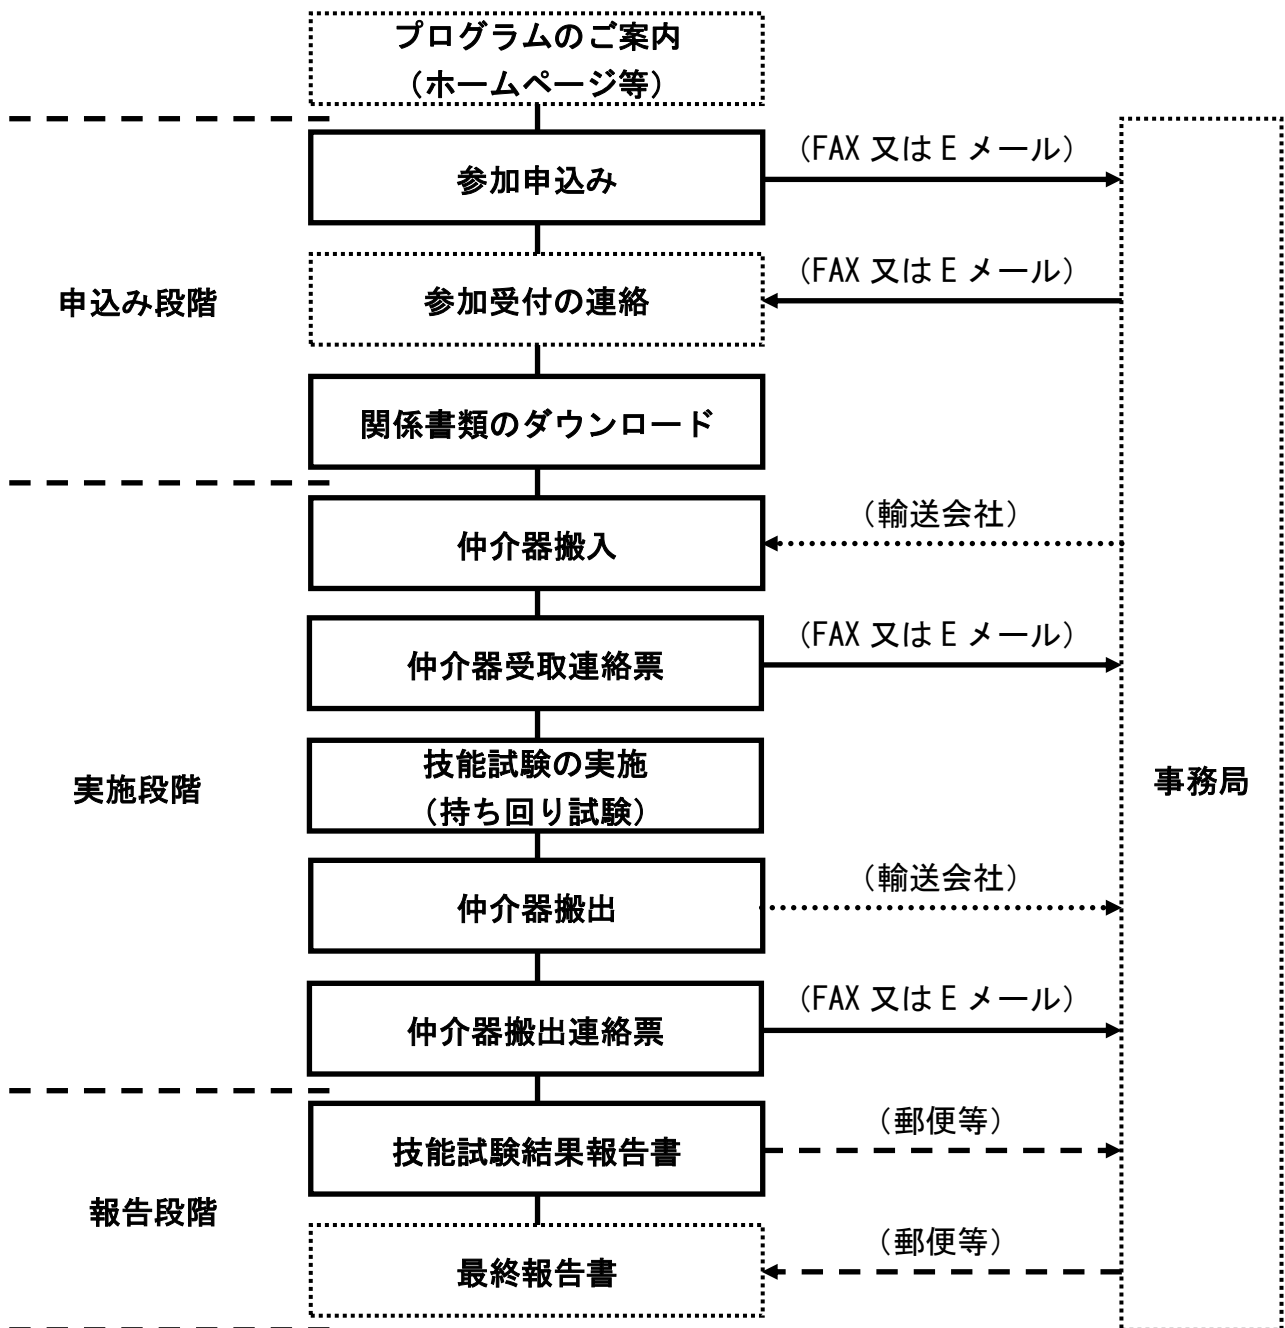 プログラムのご案内
（ホームページ等）
参加申込み
（FAX 又は E メール）
申込み段階
参加受付の連絡
（FAX 又は E メール）
関係書類のダウンロード
仲介器搬入
（輸送会社）
仲介器受取連絡票
（FAX 又は E メール）
実施段階
技能試験の実施
（持ち回り試験）
事務局
仲介器搬出
（輸送会社）
仲介器搬出連絡票
（FAX 又は E メール）
技能試験結果報告書
（郵便等）
報告段階
最終報告書
（郵便等）